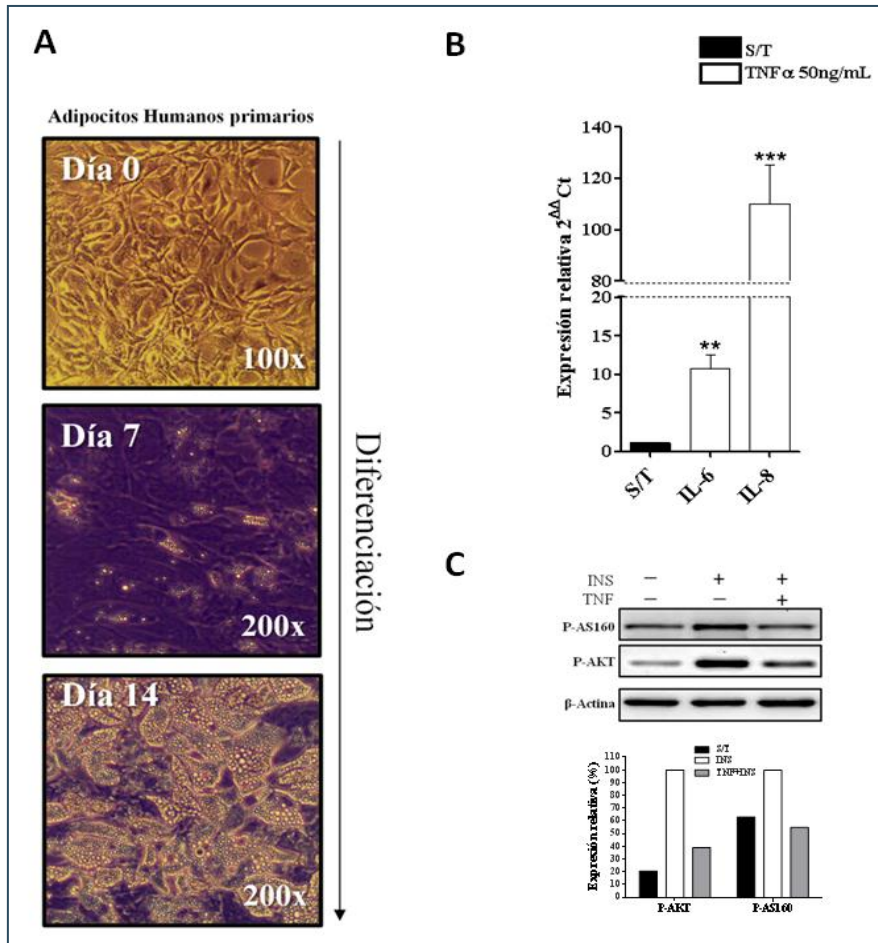 A
Adipocitos Humanos primarios
Día 0
100x
Día 7
200x
Día 14
200x
Diferenciación
B
S/T
TNFα 50ng/mL
Expresión relativa 2^ΔΔCt
140
120
100
80
20
15
10
5
0
**
***
S/T
IL-6
IL-8
C
INS − + +
TNF − − +
P-AS160
P-AKT
β-Actina
S/T
INS
TNF+INS
Expresión relativa (%)
110
100
90
80
70
60
50
40
30
20
10
0
P-AKT
P-AS160